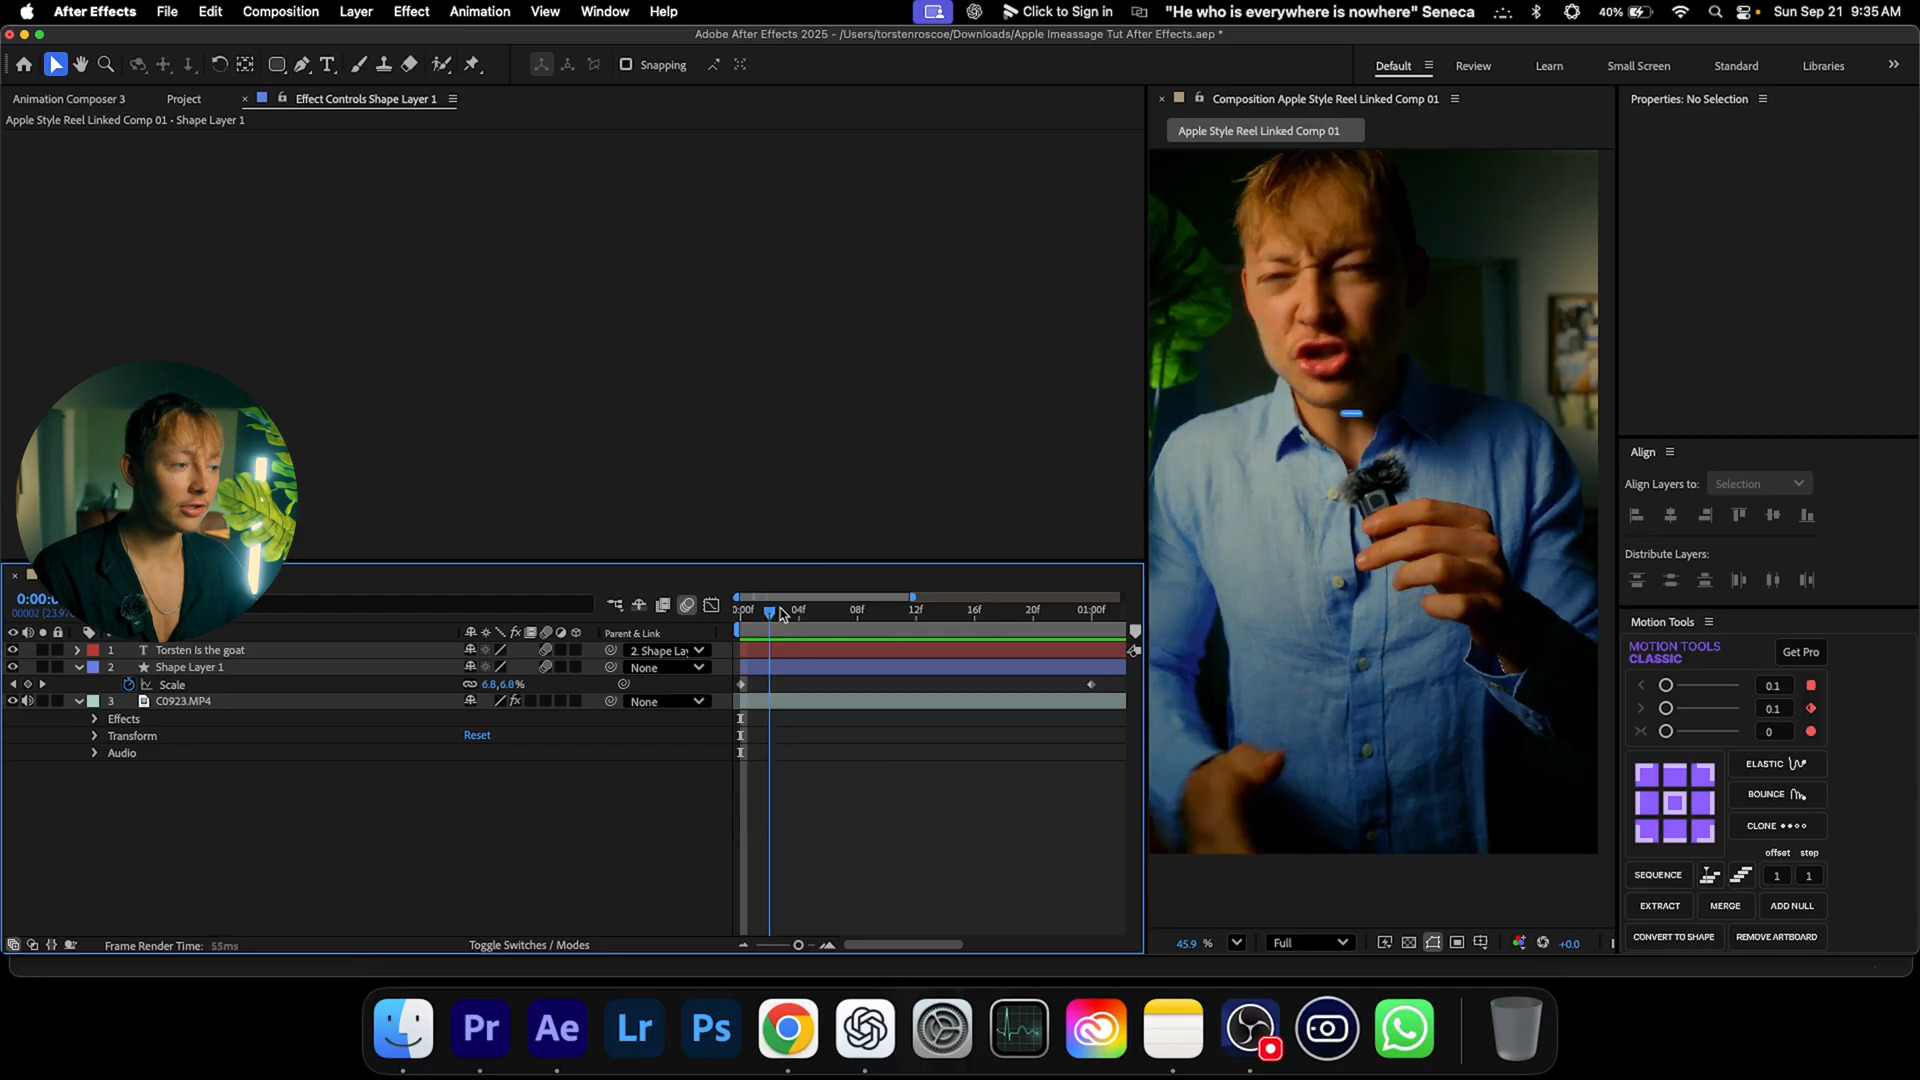 After Effects File Edit Composition Layer Effect Animation View Window Help
Click to Sign in "He who is everywhere is nowhere" Seneca 40% Sun Sep 21 9:35 AM
Adobe After Effects 2025 - /Users/torstenroscoe/Downloads/Apple Imeassage Tut After Effects.aep *
Snapping
Default Review Learn Small Screen Standard Libraries
Animation Composer 3 Project Effect Controls Shape Layer 1
Apple Style Reel Linked Comp 01 • Shape Layer 1
Composition Apple Style Reel Linked Comp 01
Apple Style Reel Linked Comp 01
Properties: No Selection
Align
Align Layers to: Selection
Distribute Layers:
Motion Tools
MOTION TOOLS
CLASSIC
Get Pro
0.1
0.1
0
ELASTIC
BOUNCE
CLONE
offset step
SEQUENCE 1 1
EXTRACT MERGE ADD NULL
CONVERT TO SHAPE REMOVE ARTBOARD
00002 (23.97
0:00f 04f 08f 12f 16f 20f 01:00f
Parent & Link
1 T Torsten Is the goat 2. Shape Lay
2 Shape Layer 1 None
Scale 6.8,6.8%
3 C0923.MP4 None
Effects
Transform Reset
Audio
Frame Render Time: 55ms Toggle Switches / Modes
45.9 % Full +0.0
Pr Ae Lr Ps